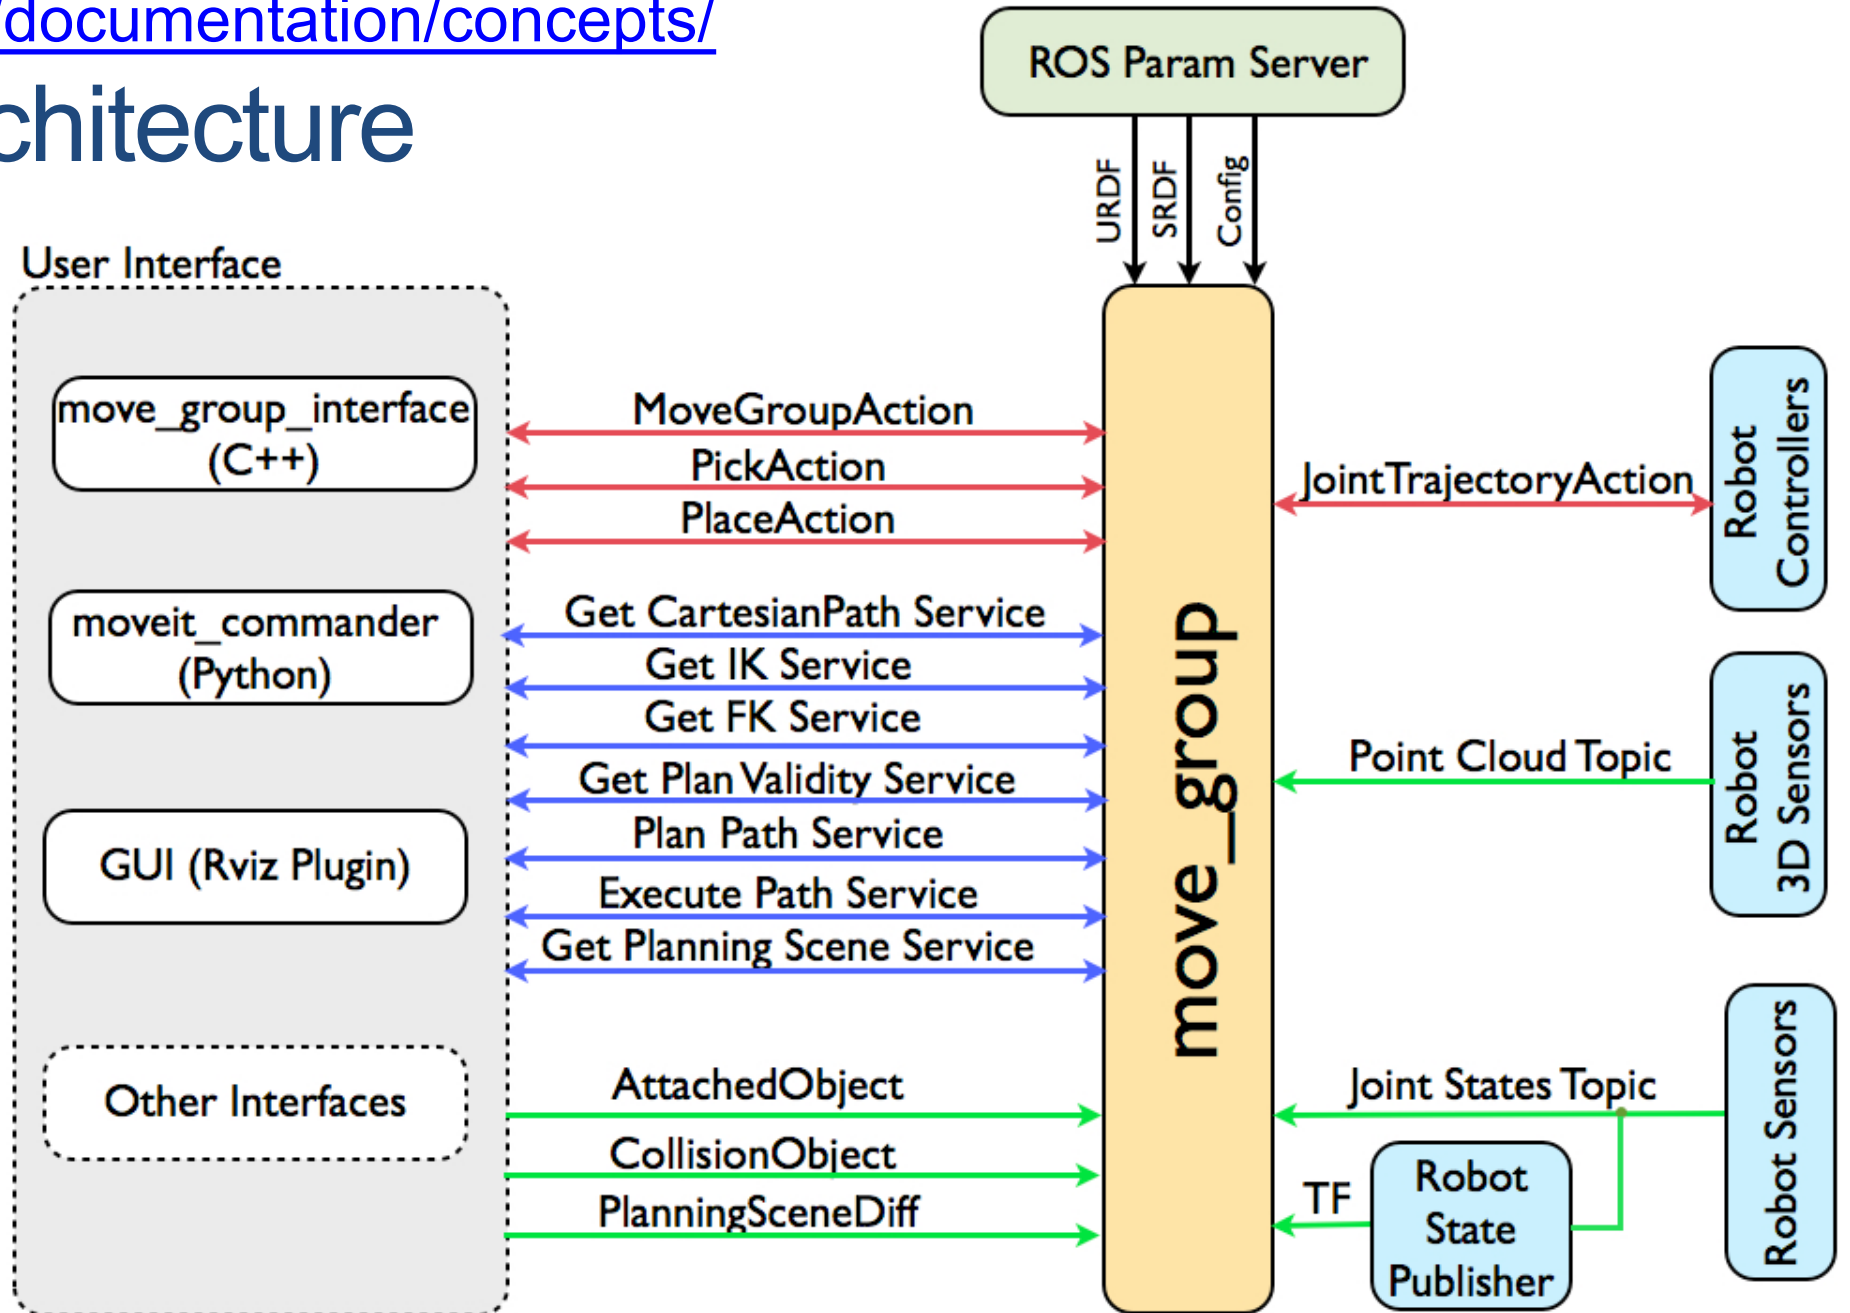 /documentation/concepts/
chitecture
ROS Param Server
URDF
SRDF
Config
User Interface
move_group_interface
(C++)
moveit_commander
(Python)
GUI (Rviz Plugin)
Other Interfaces
MoveGroupAction
PickAction
PlaceAction
Get CartesianPath Service
Get IK Service
Get FK Service
Get Plan Validity Service
Plan Path Service
Execute Path Service
Get Planning Scene Service
AttachedObject
CollisionObject
PlanningSceneDiff
move_group
JointTrajectoryAction
Robot
Controllers
Point Cloud Topic
Robot
3D Sensors
Joint States Topic
Robot Sensors
TF
Robot
State
Publisher